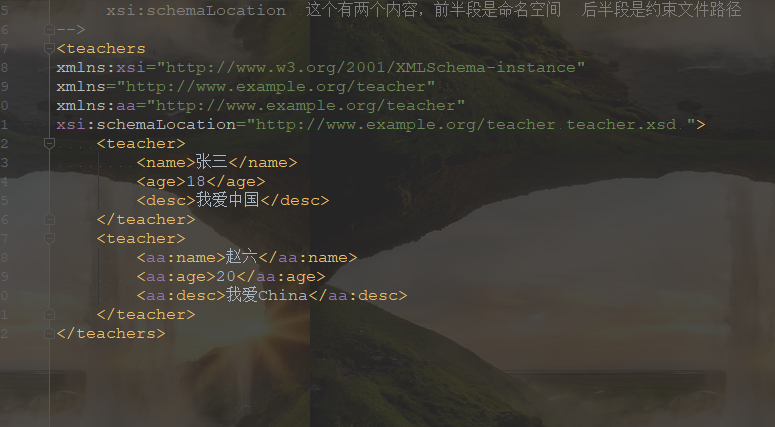 5 xsi:schemaLocation 这个有两个内容，前半段是命名空间 后半段是约束文件路径
6 -->
7 <teachers
8 xmlns:xsi="http://www.w3.org/2001/XMLSchema-instance"
9 xmlns="http://www.example.org/teacher"
0 xmlns:aa="http://www.example.org/teacher"
1 xsi:schemaLocation="http://www.example.org/teacher teacher.xsd ">
2 <teacher>
3 <name>张三</name>
4 <age>18</age>
5 <desc>我爱中国</desc>
6 </teacher>
7 <teacher>
8 <aa:name>赵六</aa:name>
9 <aa:age>20</aa:age>
0 <aa:desc>我爱China</aa:desc>
1 </teacher>
2 </teachers>